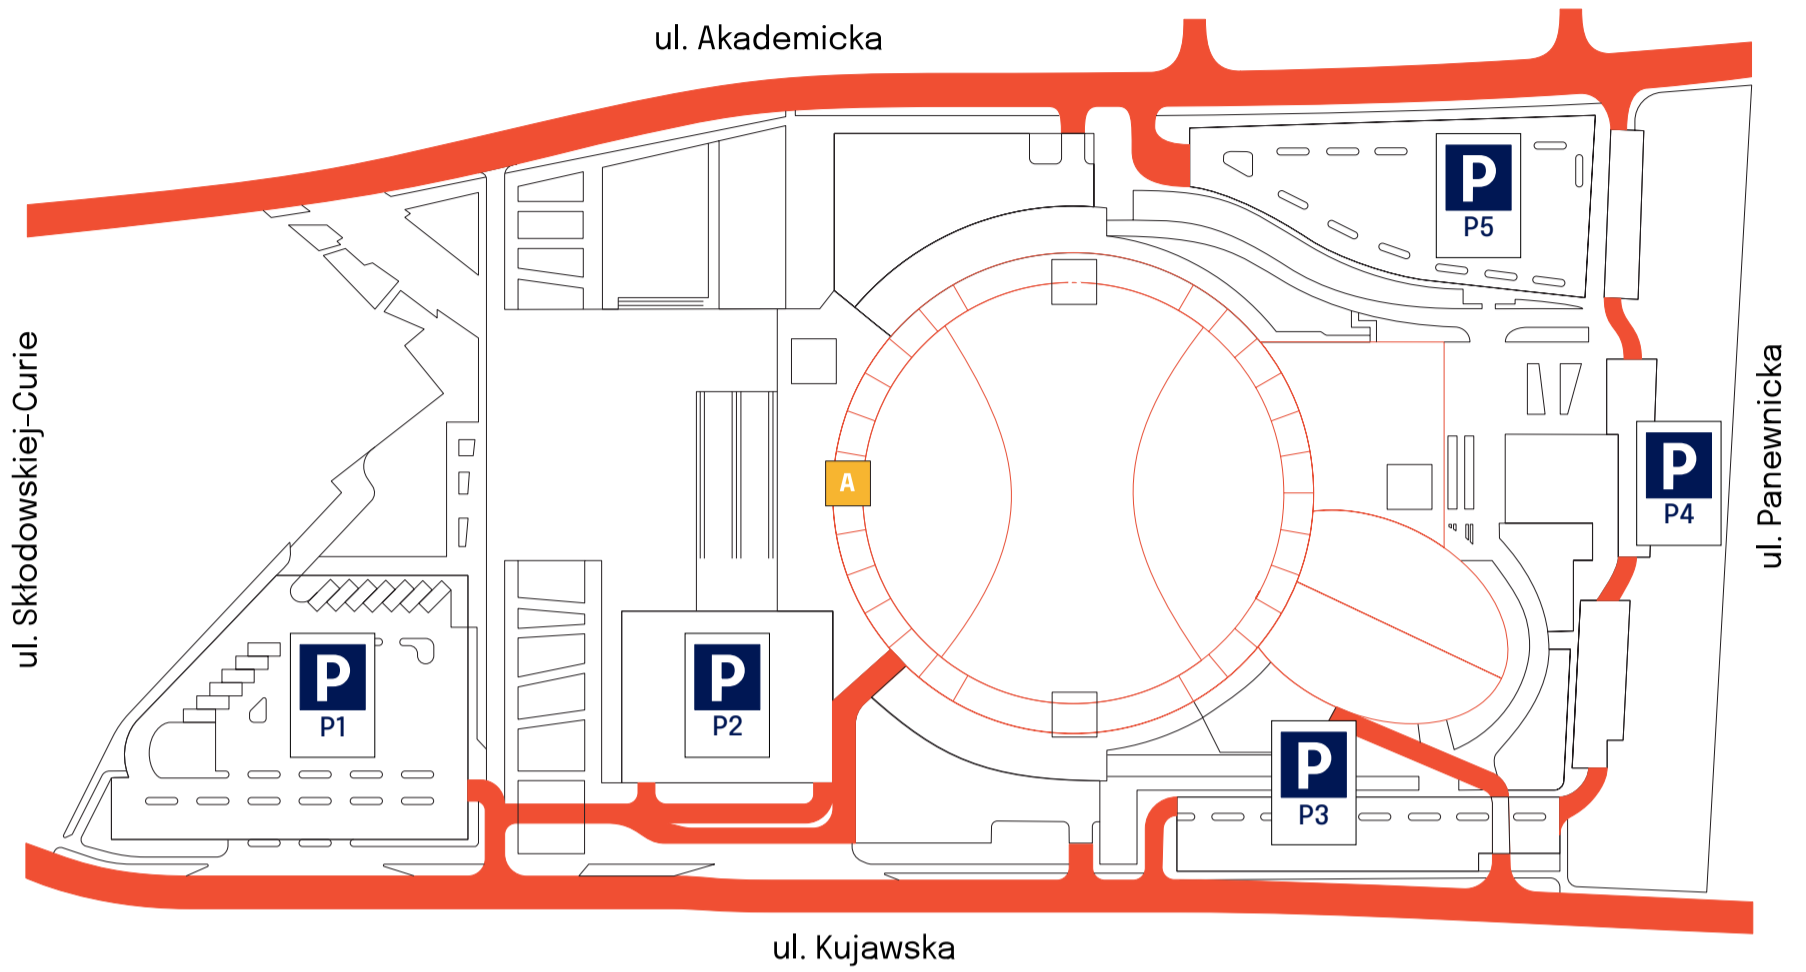 ul. Akademicka
P
P5
ul. Skłodowskiej-Curie
ul. Panewnicka
A
P
P4
P
P1
P
P2
P
P3
ul. Kujawska